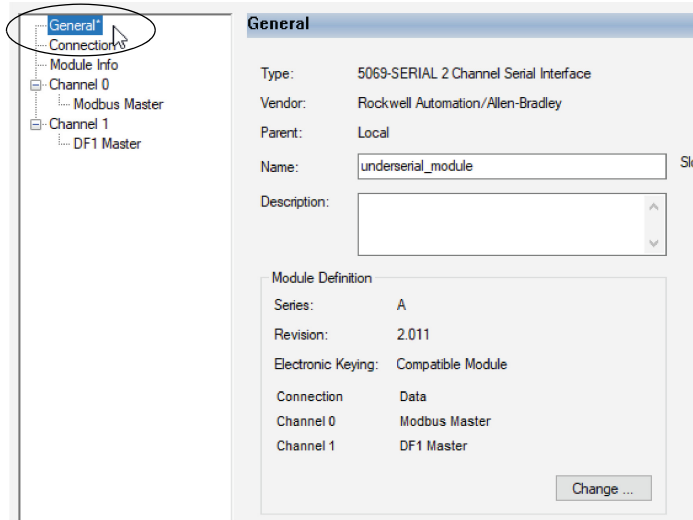 General*
Connection
Module Info
Channel 0
Modbus Master
Channel 1
DF1 Master
General
Type: 5069-SERIAL 2 Channel Serial Interface
Vendor: Rockwell Automation/Allen-Bradley
Parent: Local
Name: underserial_module
Description:
Module Definition
Series: A
Revision: 2.011
Electronic Keying: Compatible Module
Connection Data
Channel 0 Modbus Master
Channel 1 DF1 Master
Change ...